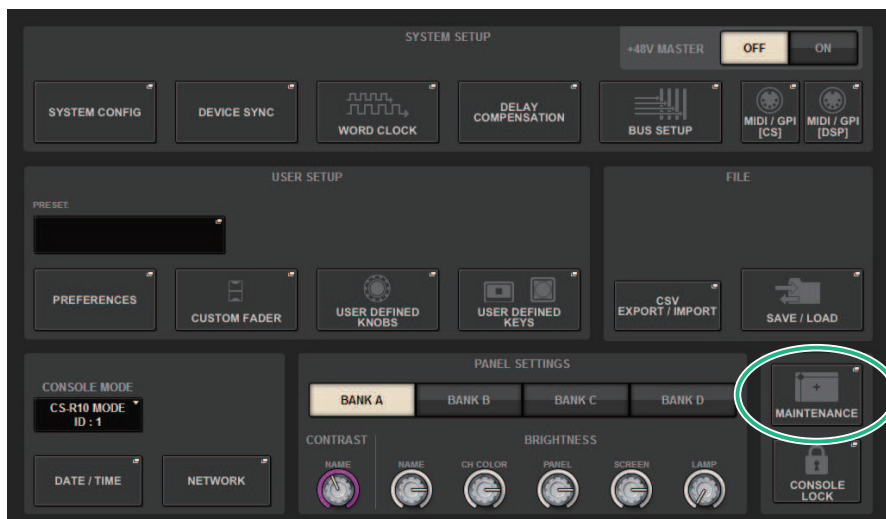 SYSTEM SETUP
+48V MASTER
OFF
ON
SYSTEM CONFIG
DEVICE SYNC
WORD CLOCK
DELAY
COMPENSATION
BUS SETUP
MIDI / GPI
[CS]
MIDI / GPI
[DSP]
USER SETUP
PRESET:
PREFERENCES
CUSTOM FADER
USER DEFINED
KNOBS
USER DEFINED
KEYS
FILE
CSV
EXPORT / IMPORT
SAVE / LOAD
CONSOLE MODE
CS-R10 MODE
ID : 1
DATE / TIME
NETWORK
PANEL SETTINGS
BANK A
BANK B
BANK C
BANK D
CONTRAST
BRIGHTNESS
NAME
NAME
CH COLOR
PANEL
SCREEN
LAMP
MAINTENANCE
CONSOLE
LOCK